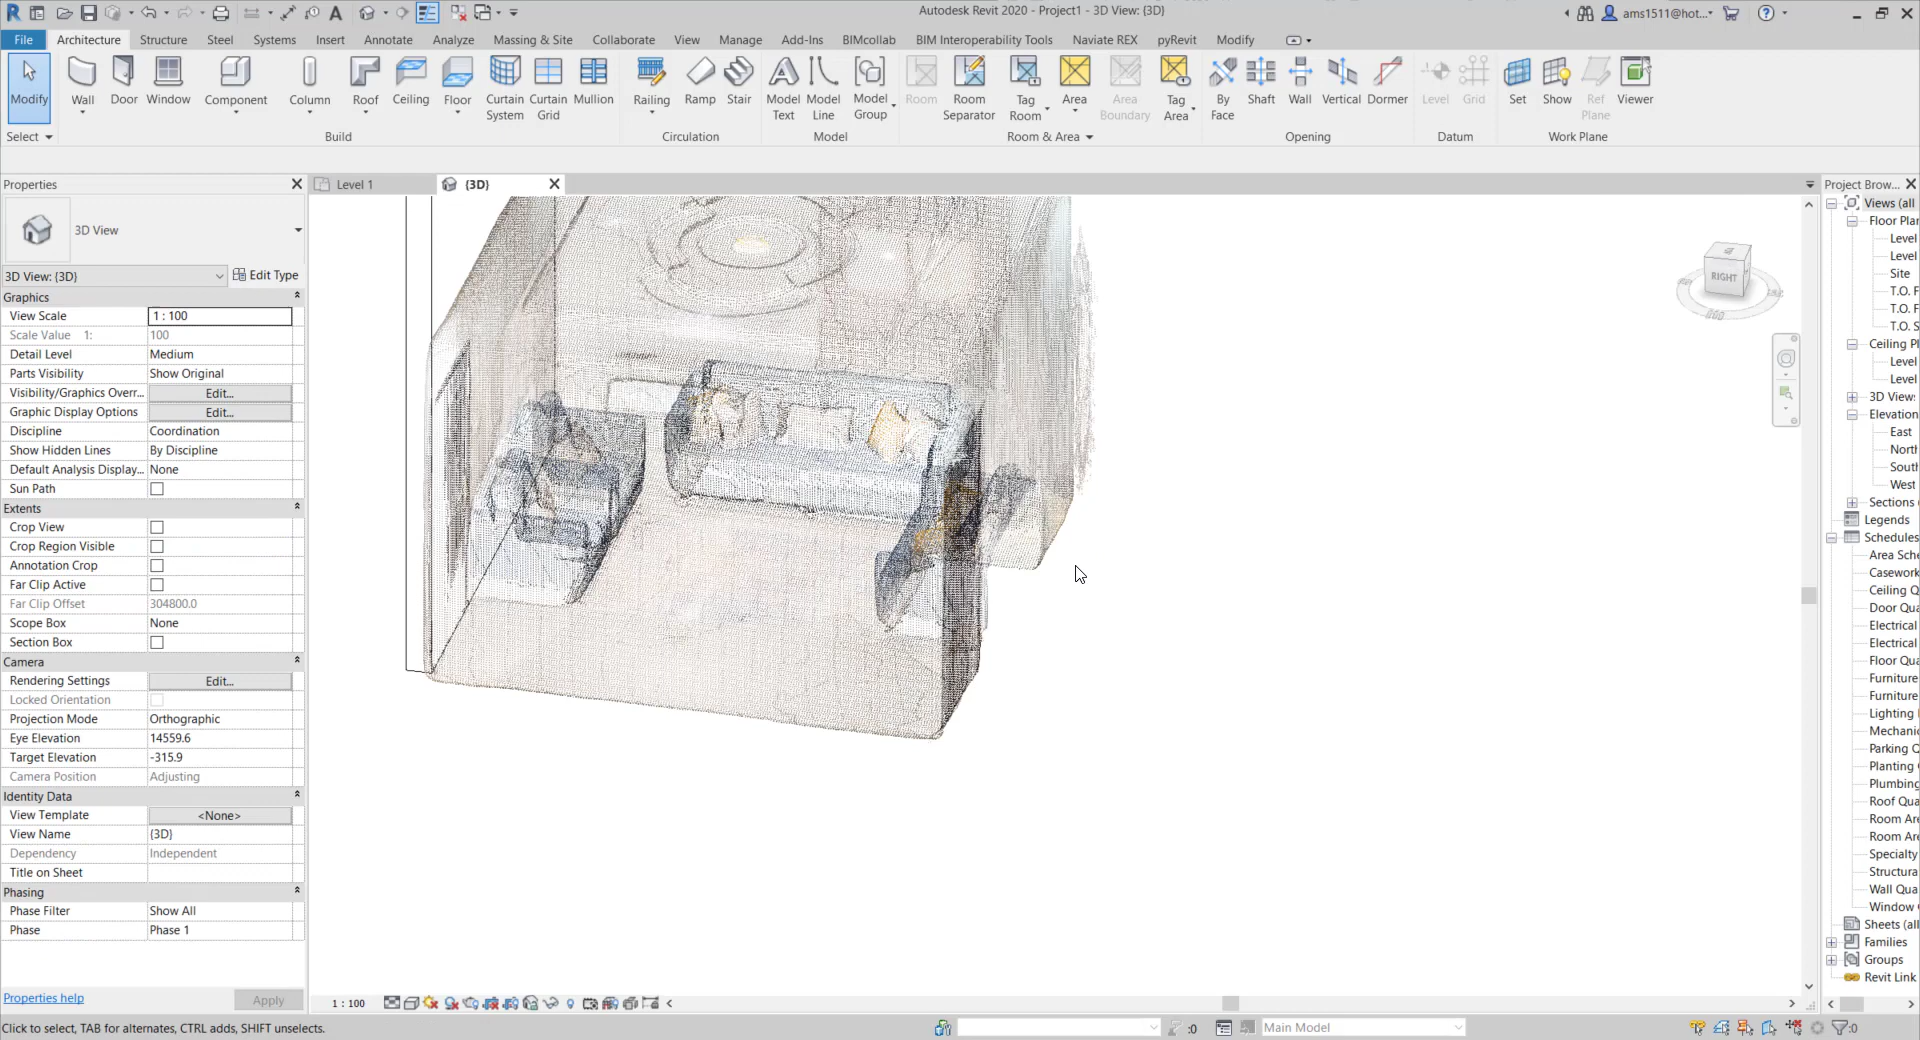 Autodesk Revit 2020 - Project1 - 3D View: {3D}
ams1511@hot...
File Architecture Structure Steel Systems Insert Annotate Analyze Massing & Site Collaborate View Manage Add-Ins BIMcollab BIM Interoperability Tools Naviate REX pyRevit Modify
Modify Wall Door Window Component Column Roof Ceiling Floor Curtain System Curtain Grid Mullion Railing Ramp Stair Model Text Model Line Model Group Room Room Separator Tag Room Area Area Boundary Tag Area By Face Shaft Wall Vertical Dormer Level Grid Set Show Ref Plane Viewer
Select Build Circulation Model Room & Area Opening Datum Work Plane
Properties
3D View
3D View: {3D} Edit Type
Graphics
View Scale 1 : 100
Scale Value 1: 100
Detail Level Medium
Parts Visibility Show Original
Visibility/Graphics Overr... Edit...
Graphic Display Options Edit...
Discipline Coordination
Show Hidden Lines By Discipline
Default Analysis Display... None
Sun Path
Extents
Crop View
Crop Region Visible
Annotation Crop
Far Clip Active
Far Clip Offset 304800.0
Scope Box None
Section Box
Camera
Rendering Settings Edit...
Locked Orientation
Projection Mode Orthographic
Eye Elevation 14559.6
Target Elevation -315.9
Camera Position Adjusting
Identity Data
View Template <None>
View Name {3D}
Dependency Independent
Title on Sheet
Phasing
Phase Filter Show All
Phase Phase 1
Properties help Apply
Level 1 {3D}
RIGHT
1 : 100
Project Brow...
Views (all
Floor Plan
Level
Level
Site
T.O. F
T.O. F
T.O. S
Ceiling Pl
Level
Level
3D Views
Elevation
East
North
South
West
Sections (
Legends
Schedules
Area Sche
Casework
Ceiling Q
Door Qua
Electrical
Electrical
Floor Qua
Furniture
Furniture
Lighting
Mechanic
Parking Q
Planting
Plumbing
Roof Qua
Room Are
Room Are
Specialty
Structura
Wall Qua
Window
Sheets (all
Families
Groups
Revit Link
Click to select, TAB for alternates, CTRL adds, SHIFT unselects.
:0 Main Model :0